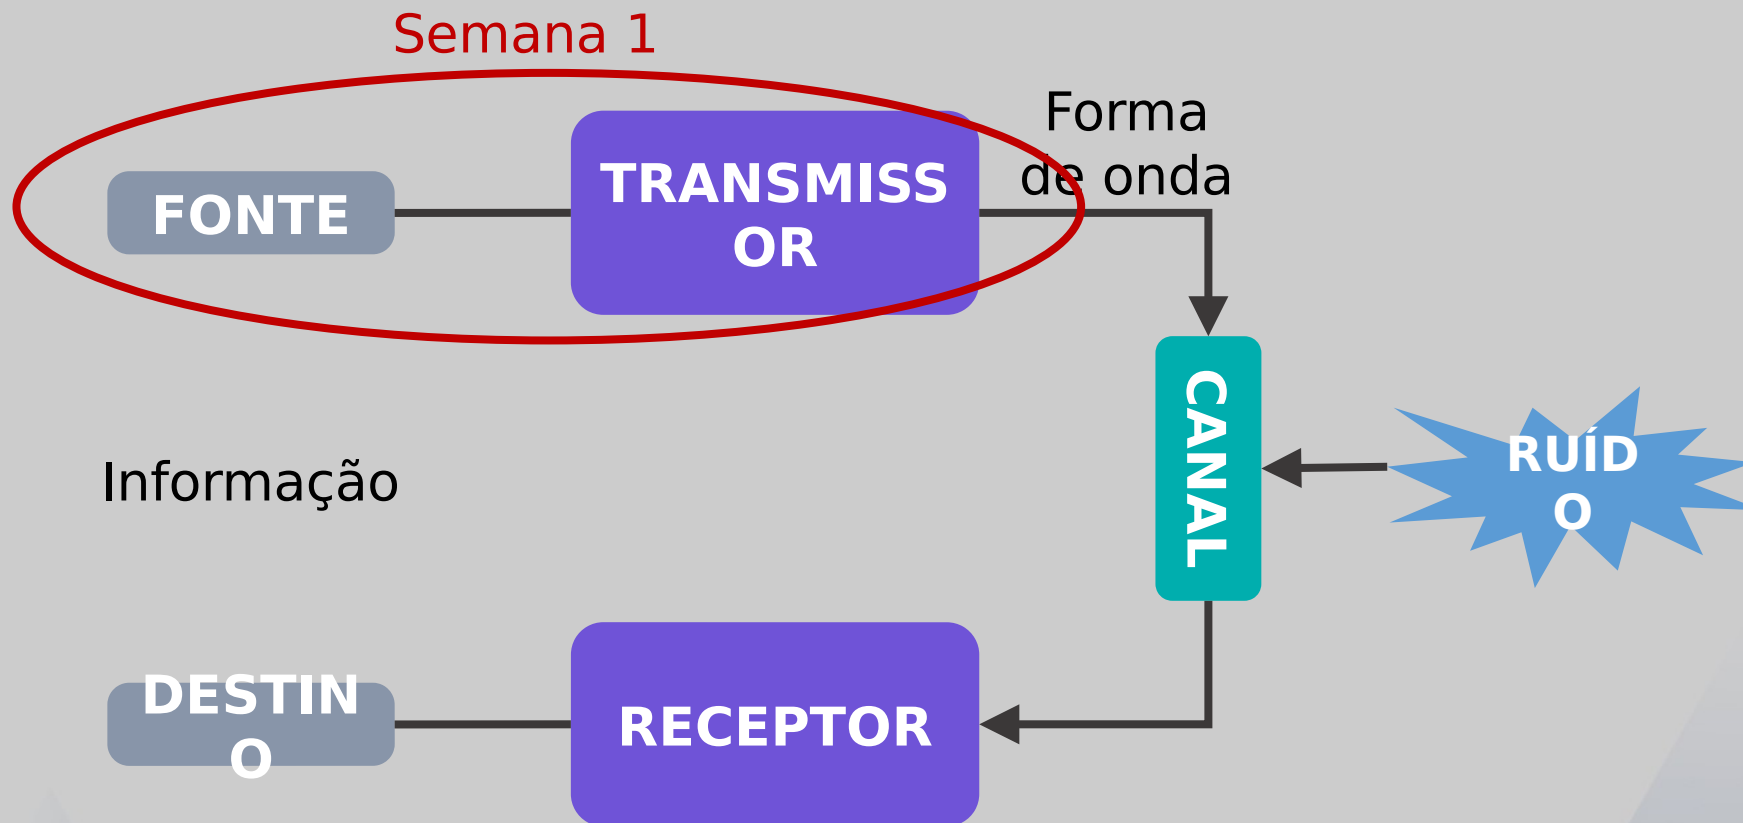 Semana 1
Forma
de onda
FONTE
TRANSMISS
OR
CANAL
RUÍD
O
Informação
DESTIN
O
RECEPTOR